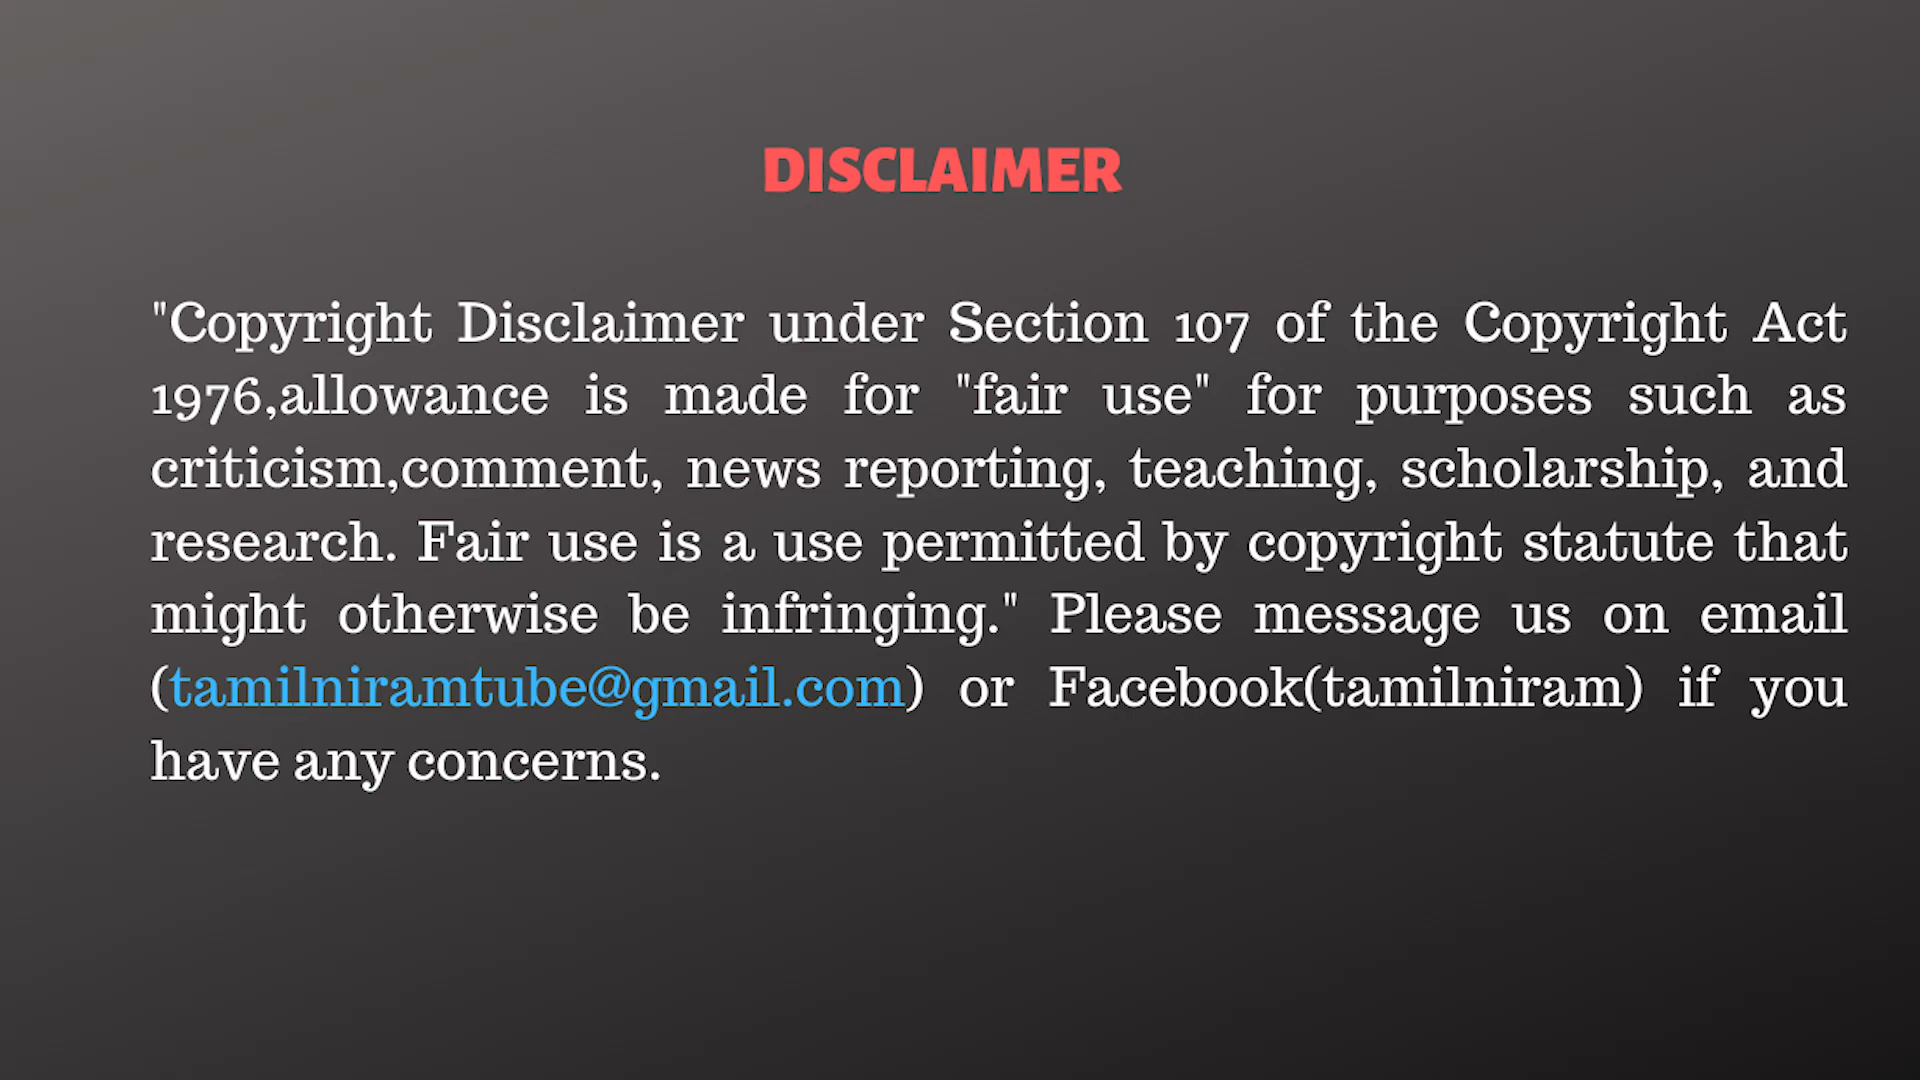 DISCLAIMER
"Copyright Disclaimer under Section 107 of the Copyright Act
1976,allowance is made for "fair use" for purposes such as
criticism,comment, news reporting, teaching, scholarship, and
research. Fair use is a use permitted by copyright statute that
might otherwise be infringing." Please message us on email
(tamilniramtube@gmail.com) or Facebook(tamilniram) if you
have any concerns.